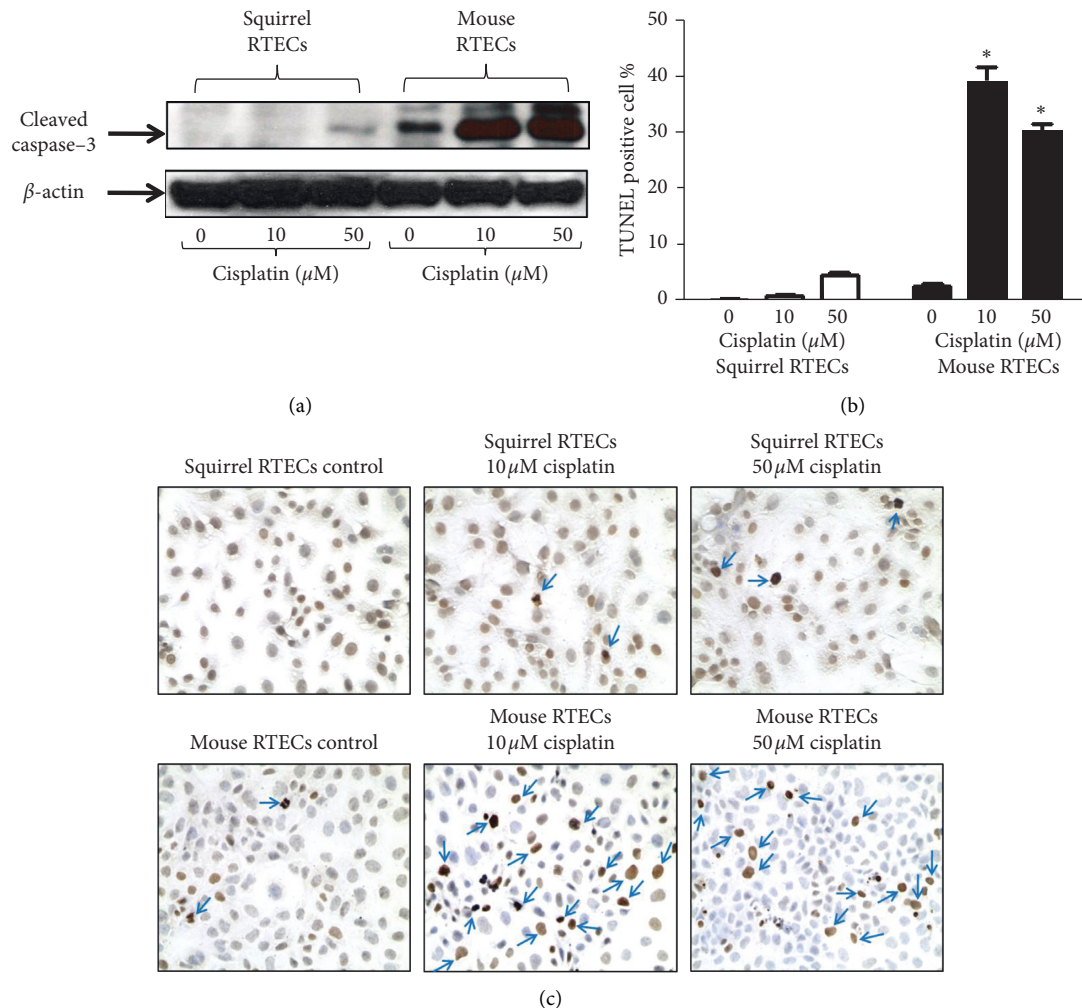 Squirrel
RTECs
Mouse
RTECs
Cleaved
caspase–3
β-actin
0 10 50 0 10 50
Cisplatin (μM) Cisplatin (μM)
(a)
TUNEL positive cell %
50
40
30
20
10
0
* *
0 10 50 0 10 50
Cisplatin (μM) Cisplatin (μM)
Squirrel RTECs Mouse RTECs
(b)
Squirrel RTECs control
Squirrel RTECs
10 μM cisplatin
Squirrel RTECs
50 μM cisplatin
Mouse RTECs control
Mouse RTECs
10 μM cisplatin
Mouse RTECs
50 μM cisplatin
(c)